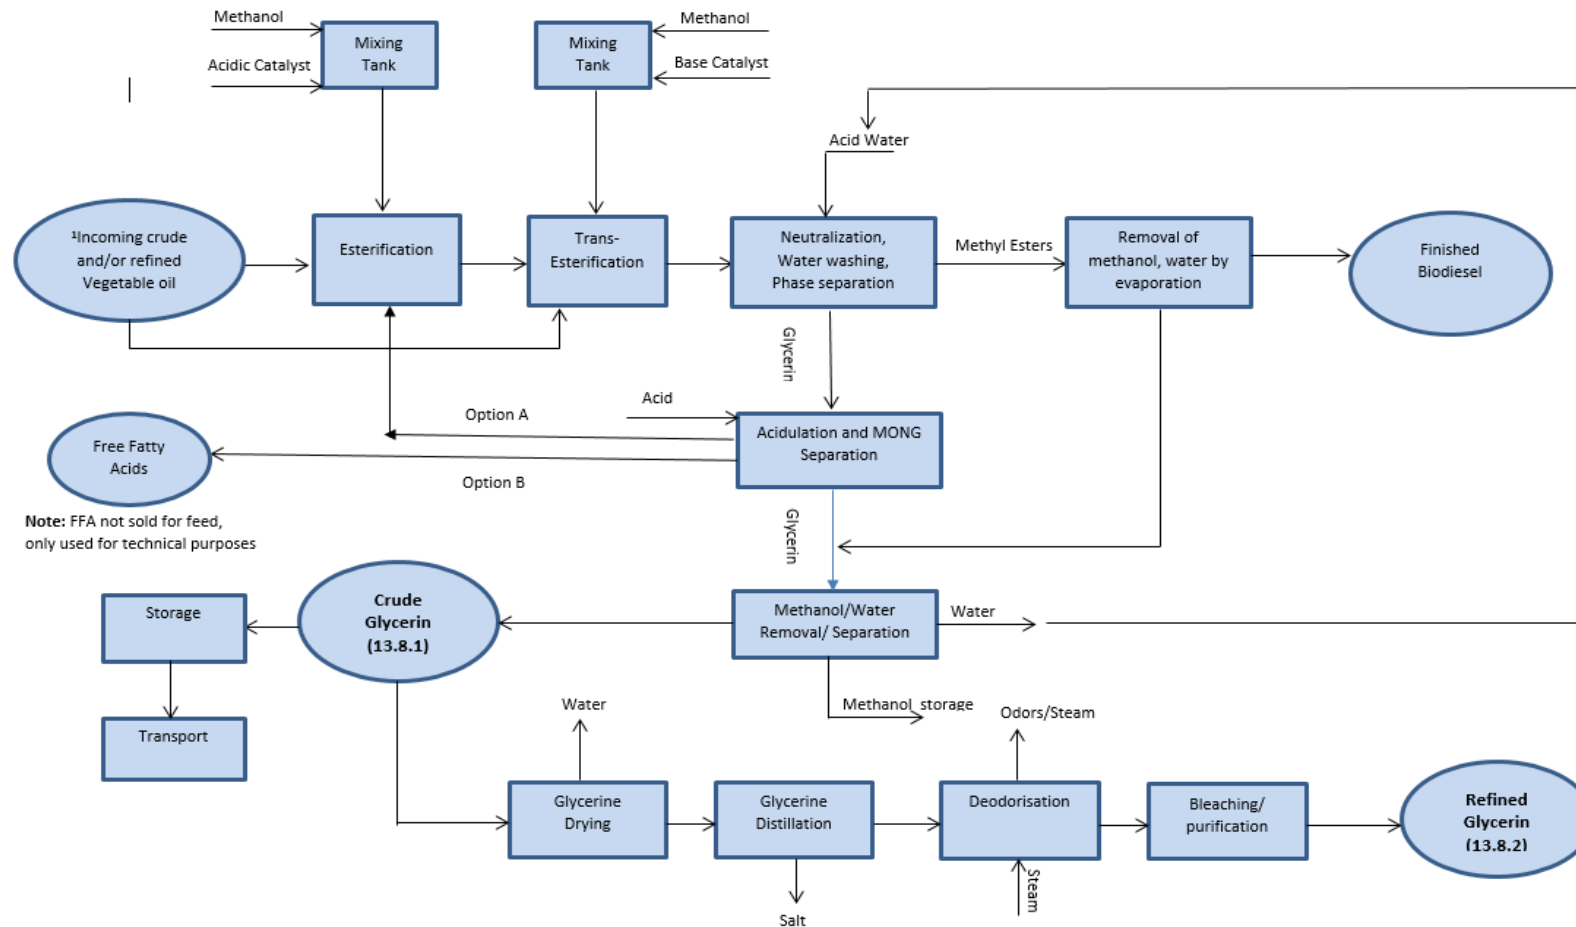 Methanol
Acidic Catalyst
Mixing
Tank
Mixing
Tank
Methanol
Base Catalyst
Acid Water
¹Incoming crude
and/or refined
Vegetable oil
Esterification
Trans-
Esterification
Neutralization,
Water washing,
Phase separation
Methyl Esters
Removal of
methanol, water by
evaporation
Finished
Biodiesel
Glycerin
Acid
Option A
Acidulation and MONG
Separation
Free Fatty
Acids
Option B
Note: FFA not sold for feed,
only used for technical purposes
Glycerin
Storage
Crude
Glycerin
(13.8.1)
Methanol/Water
Removal/ Separation
Water
Transport
Water
Methanol storage
Odors/Steam
Glycerine
Drying
Glycerine
Distillation
Deodorisation
Bleaching/
purification
Refined
Glycerin
(13.8.2)
Steam
Salt